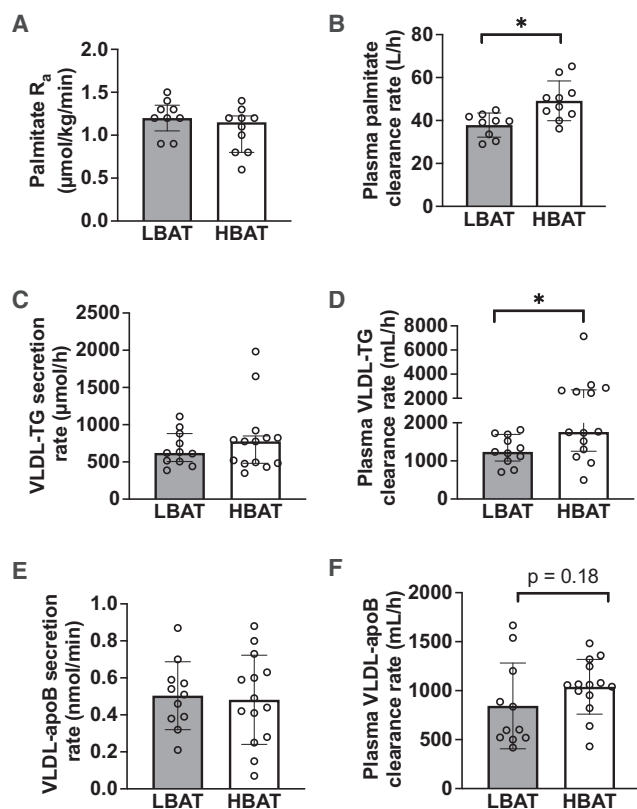 A
Palmitate Ra
(μmol/kg/min)
2.0
1.5
1.0
0.5
0.0
LBAT HBAT
B
*
Plasma palmitate
clearance rate (L/h)
80
60
40
20
0
LBAT HBAT
C
VLDL-TG secretion
rate (μmol/h)
2500
2000
1500
1000
500
0
LBAT HBAT
D
*
Plasma VLDL-TG
clearance rate (mL/h)
8000
6000
4000
2000
2000
1000
0
LBAT HBAT
E
VLDL-apoB secretion
rate (nmol/min)
1.0
0.8
0.6
0.4
0.2
0.0
LBAT HBAT
F
p = 0.18
Plasma VLDL-apoB
clearance rate (mL/h)
2000
1500
1000
500
0
LBAT HBAT